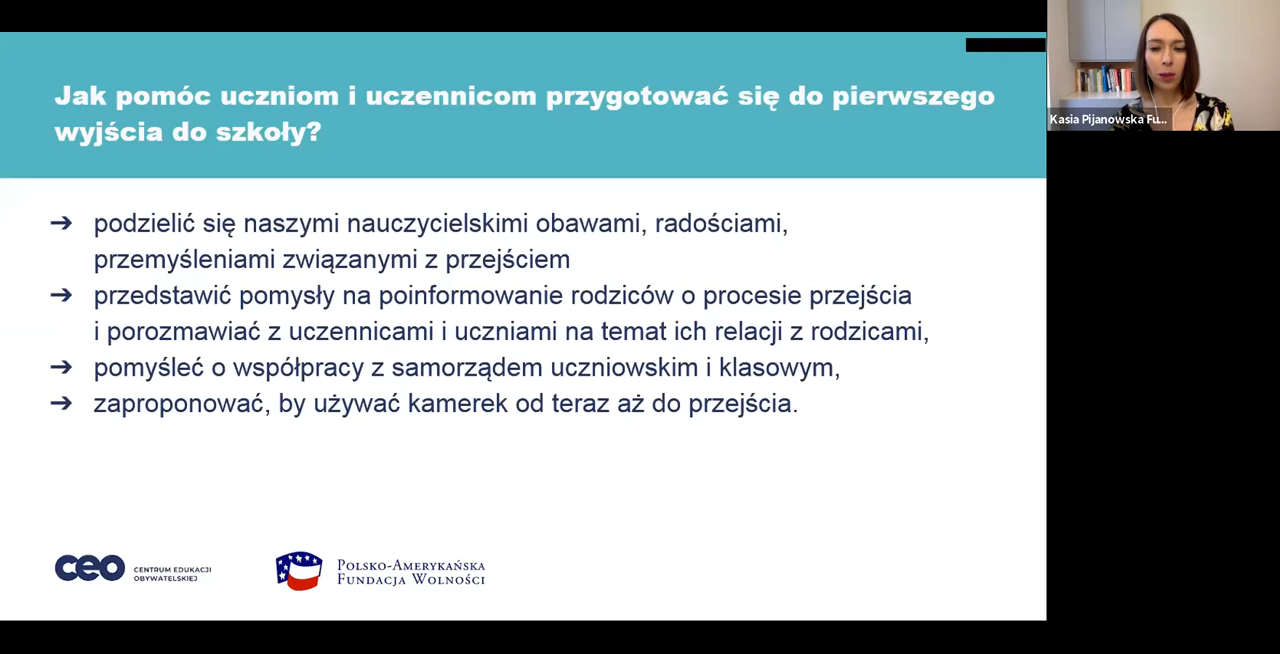 Jak pomóc uczniom i uczennicom przygotować się do pierwszego
wyjścia do szkoły?
➔ podzielić się naszymi nauczycielskimi obawami, radościami,
przemyśleniami związanymi z przejściem
➔ przedstawić pomysły na poinformowanie rodziców o procesie przejścia
i porozmawiać z uczennicami i uczniami na temat ich relacji z rodzicami,
➔ pomyśleć o współpracy z samorządem uczniowskim i klasowym,
➔ zaproponować, by używać kamerek od teraz aż do przejścia.
ceo CENTRUM EDUKACJI
OBYWATELSKIEJ
POLSKO-AMERYKAŃSKA
FUNDACJA WOLNOŚCI
Kasia Pijanowska Fu...